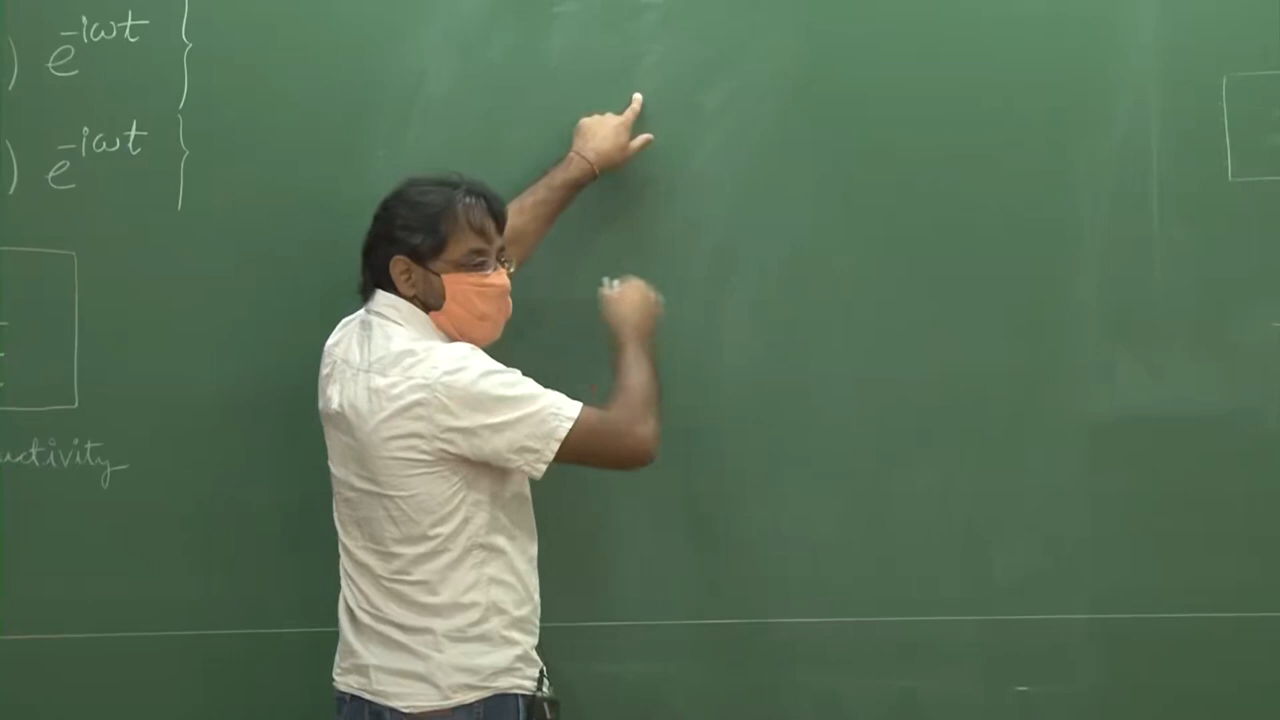 ) e^{-iωt} }
) e^{-iωt} }
uctivity